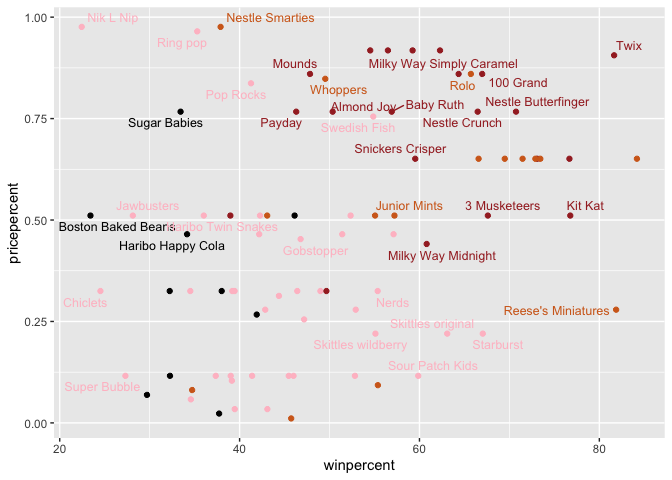 1.00
Nik L Nip
Nestle Smarties
Ring pop
Mounds
Milky Way Simply Caramel
Twix
Whoppers
Rolo
100 Grand
Pop Rocks
Almond Joy
Baby Ruth
Nestle Butterfinger
0.75
Sugar Babies
Payday
Swedish Fish
Nestle Crunch
Snickers Crisper
pricepercent
Jawbusters
Junior Mints
3 Musketeers
Kit Kat
0.50
Boston Baked Beans
Haribo Twin Snakes
Haribo Happy Cola
Gobstopper
Milky Way Midnight
Chiclets
Nerds
Reese's Miniatures
0.25
Skittles original
Skittles wildberry
Starburst
Sour Patch Kids
Super Bubble
0.00
20
40
60
80
winpercent